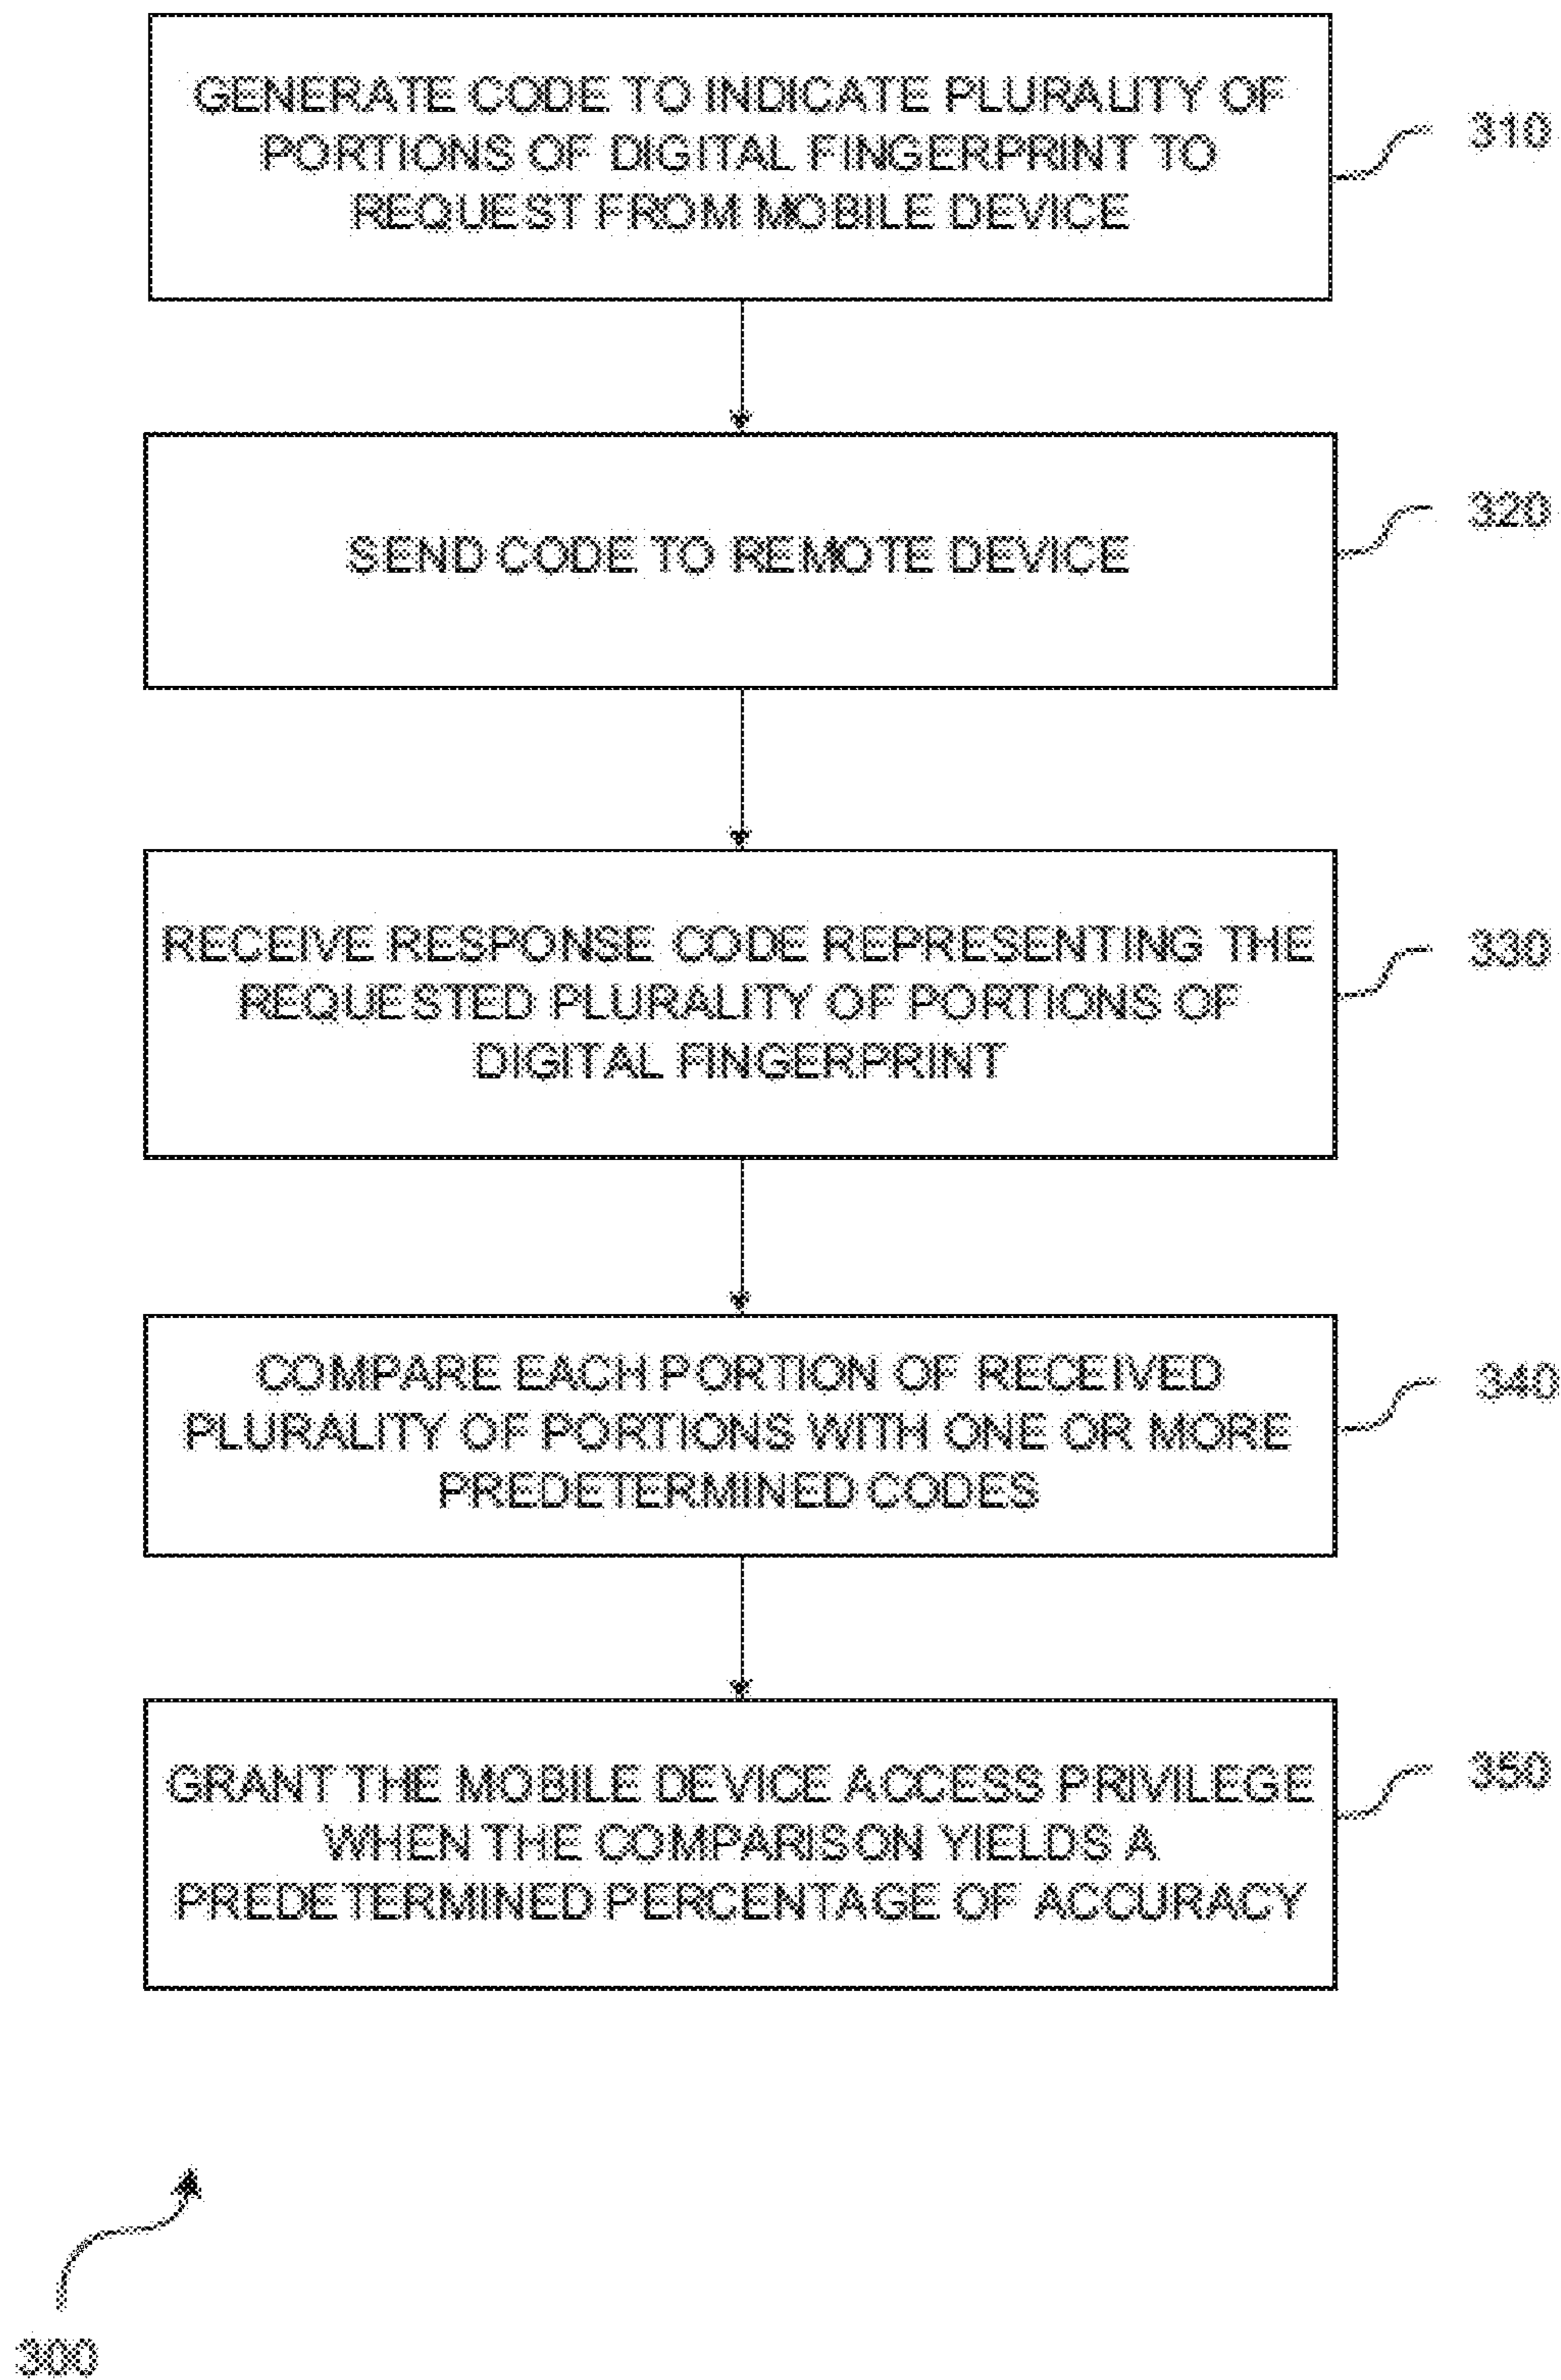 GENERATE CODE TO INDICATE PLURALITY OF
PORTIONS OF DIGITAL FINGERPRINT TO
REQUEST FROM MOBILE DEVICE
310
SEND CODE TO REMOTE DEVICE
320
RECEIVE RESPONSE CODE REPRESENTING THE
REQUESTED PLURALITY OF PORTIONS OF
DIGITAL FINGERPRINT
330
COMPARE EACH PORTION OF RECEIVED
PLURALITY OF PORTIONS WITH ONE OR MORE
PREDETERMINED CODES
340
GRANT THE MOBILE DEVICE ACCESS PRIVILEGE
WHEN THE COMPARISON YIELDS A
PREDETERMINED PERCENTAGE OF ACCURACY
350
300